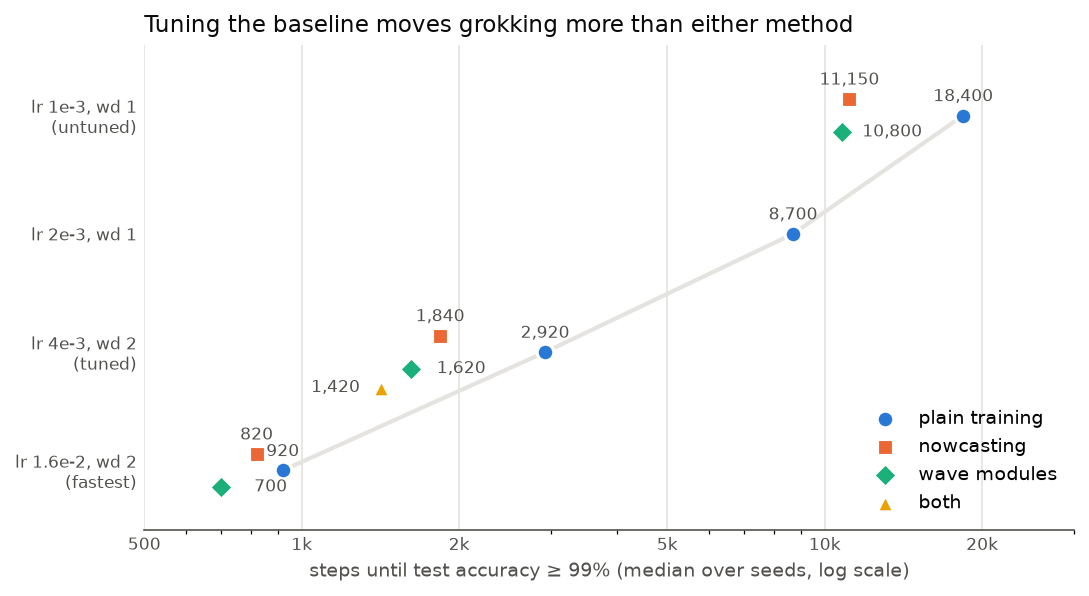 Tuning the baseline moves grokking more than either method
lr 1e-3, wd 1
(untuned)
11,150
18,400
10,800
lr 2e-3, wd 1
8,700
lr 4e-3, wd 2
(tuned)
1,840
2,920
1,620
1,420
lr 1.6e-2, wd 2
(fastest)
820
920
700
plain training
nowcasting
wave modules
both
500 1k 2k 5k 10k 20k
steps until test accuracy ≥ 99% (median over seeds, log scale)